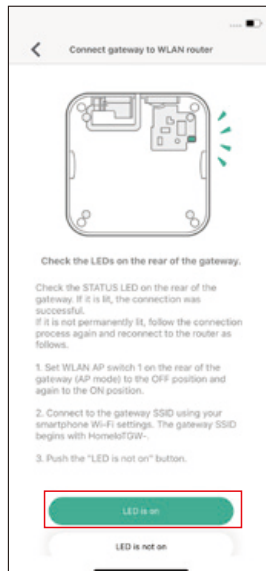 Connect gateway to WLAN router
Check the LEDs on the rear of the gateway.
Check the STATUS LED on the rear of the
gateway. If it is lit, the connection was
successful.
If it is not permanently lit, follow the connection
process again and reconnect to the router as
follows.
1. Set WLAN AP switch 1 on the rear of the
gateway (AP mode) to the OFF position and
again to the ON position.
2. Connect to the gateway SSID using your
smartphone Wi-Fi settings. The gateway SSID
begins with HomeIoTGW-.
3. Push the "LED is not on" button.
LED is on
LED is not on